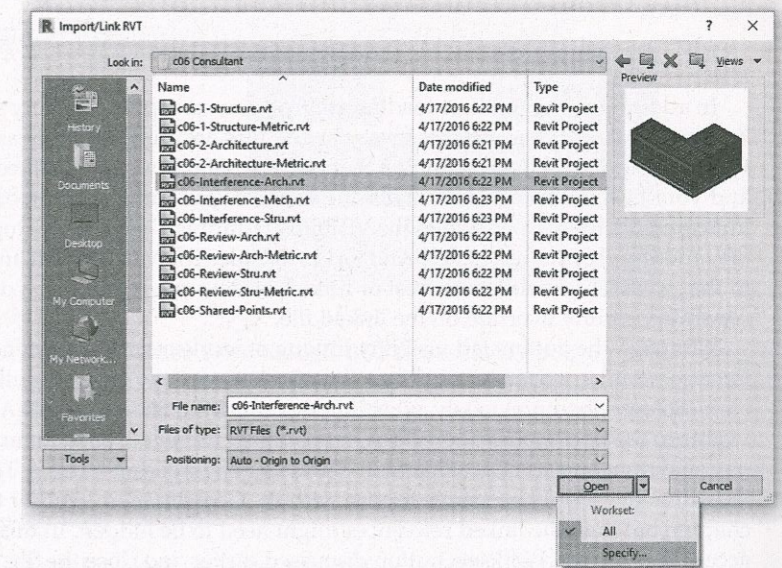 R Import/Link RVT ? ×
Look in: c06 Consultant Views
Name Date modified Type
Preview
c06-1-Structure.rvt 4/17/2016 6:22 PM Revit Project
c06-1-Structure-Metric.rvt 4/17/2016 6:22 PM Revit Project
c06-2-Architecture.rvt 4/17/2016 6:21 PM Revit Project
c06-2-Architecture-Metric.rvt 4/17/2016 6:21 PM Revit Project
c06-Interference-Arch.rvt 4/17/2016 6:22 PM Revit Project
c06-Interference-Mech.rvt 4/17/2016 6:23 PM Revit Project
c06-Interference-Stru.rvt 4/17/2016 6:23 PM Revit Project
c06-Review-Arch.rvt 4/17/2016 6:22 PM Revit Project
c06-Review-Arch-Metric.rvt 4/17/2016 6:22 PM Revit Project
c06-Review-Stru.rvt 4/17/2016 6:22 PM Revit Project
c06-Review-Stru-Metric.rvt 4/17/2016 6:22 PM Revit Project
c06-Shared-Points.rvt 4/17/2016 6:22 PM Revit Project
History
Documents
Desktop
My Computer
My Network...
Favorites
File name: c06-Interference-Arch.rvt
Files of type: RVT Files (*.rvt)
Tools Positioning: Auto - Origin to Origin
Open Cancel
Workset:
All
Specify...